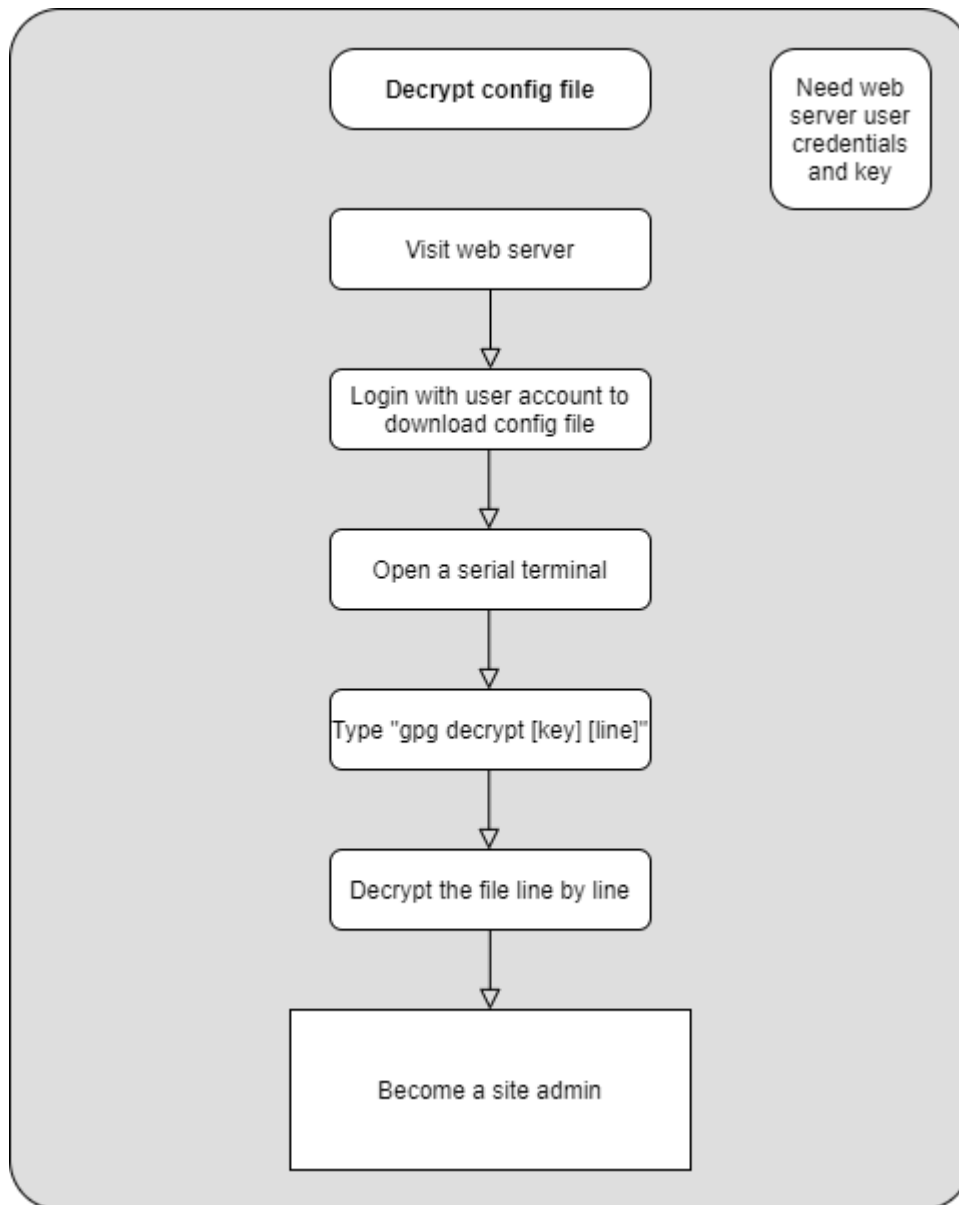 Decrypt config file
Need web
server user
credentials
and key
Visit web server
Login with user account to
download config file
Open a serial terminal
Type "gpg decrypt [key] [line]"
Decrypt the file line by line
Become a site admin